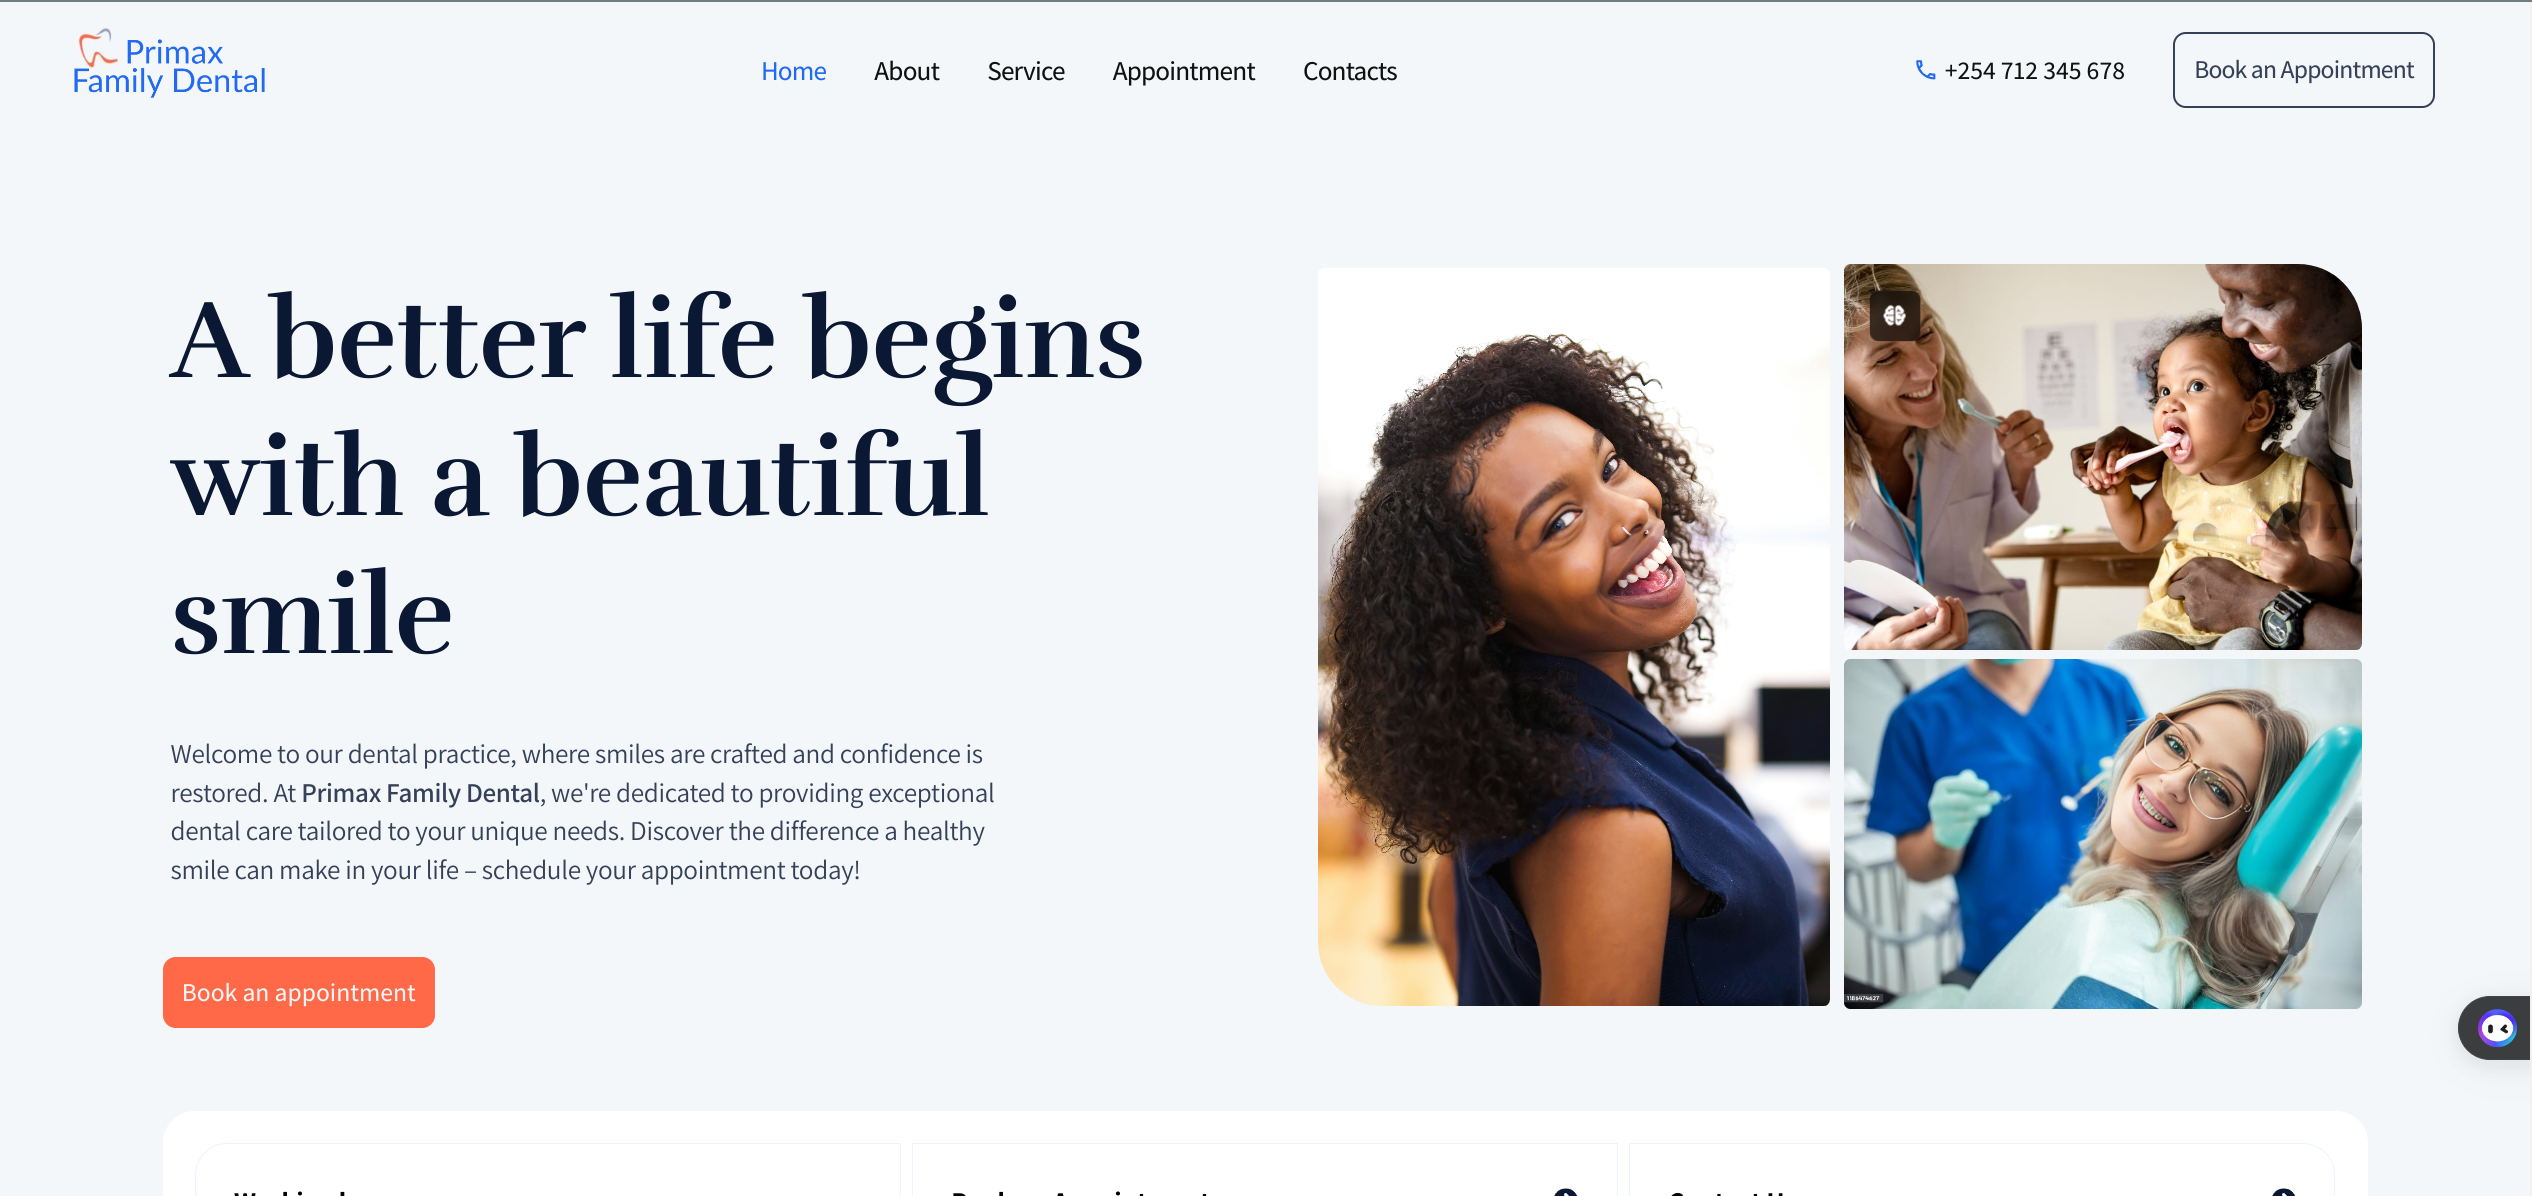 Primax
Family Dental
Home
About
Service
Appointment
Contacts
+254 712 345 678
Book an Appointment
A better life begins
with a beautiful
smile
Welcome to our dental practice, where smiles are crafted and confidence is
restored. At Primax Family Dental, we're dedicated to providing exceptional
dental care tailored to your unique needs. Discover the difference a healthy
smile can make in your life – schedule your appointment today!
Book an appointment
1186474627